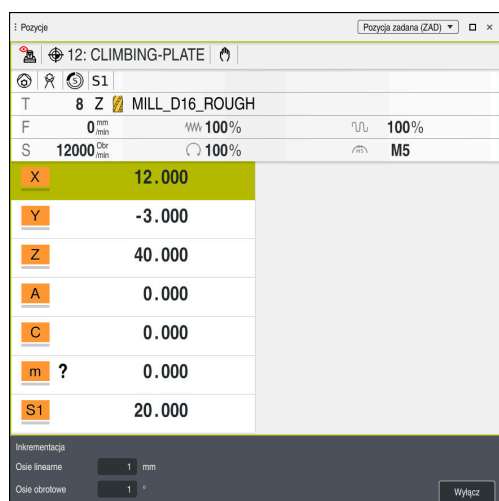 Pozycje Pozycja zadana (ZAD)
12: CLIMBING-PLATE
S S1
T 8 Z MILL_D16_ROUGH
F 0 mm/min 100% 100%
S 12000 Obr/min 100% M5 M5
X 12.000
Y -3.000
Z 40.000
A 0.000
C 0.000
m ? 0.000
S1 20.000
Inkrementacja
Osie linearne 1 mm
Osie obrotowe 1 °
Wyłącz